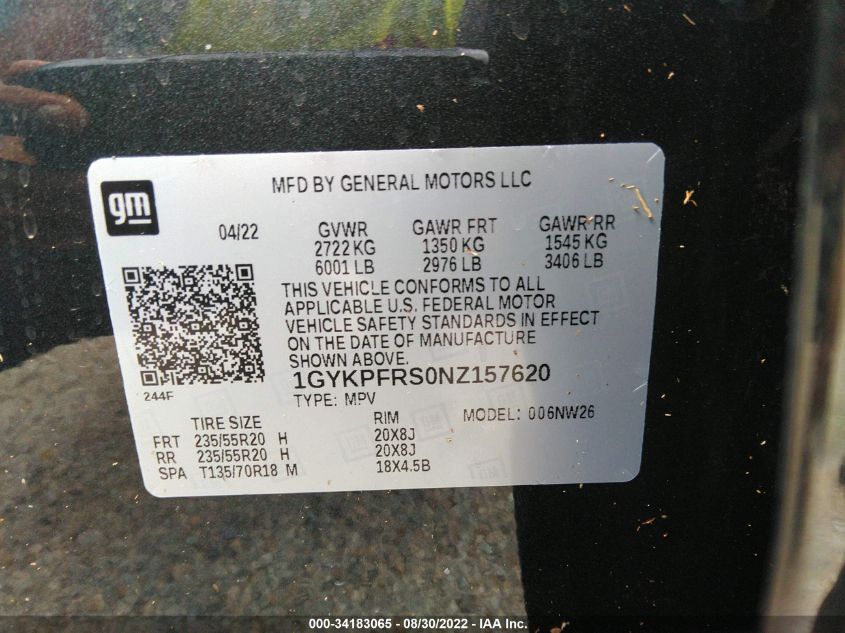 gm
MFD BY GENERAL MOTORS LLC
04/22 GVWR GAWR FRT GAWR RR
2722 KG 1350 KG 1545 KG
6001 LB 2976 LB 3406 LB
THIS VEHICLE CONFORMS TO ALL
APPLICABLE U.S. FEDERAL MOTOR
VEHICLE SAFETY STANDARDS IN EFFECT
ON THE DATE OF MANUFACTURE
SHOWN ABOVE.
244F
1GYKPFRS0NZ157620
TYPE: MPV MODEL: 006NW26
TIRE SIZE RIM
FRT 235/55R20 H 20X8J
RR 235/55R20 H 20X8J
SPA T135/70R18 M 18X4.5B
000-34183065 - 08/30/2022 - IAA Inc.